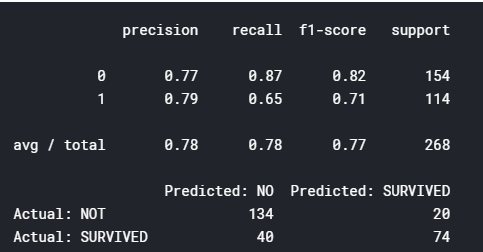 precision recall f1-score support
0 0.77 0.87 0.82 154
1 0.79 0.65 0.71 114
avg / total 0.78 0.78 0.77 268
Predicted: NO Predicted: SURVIVED
Actual: NOT 134 20
Actual: SURVIVED 40 74